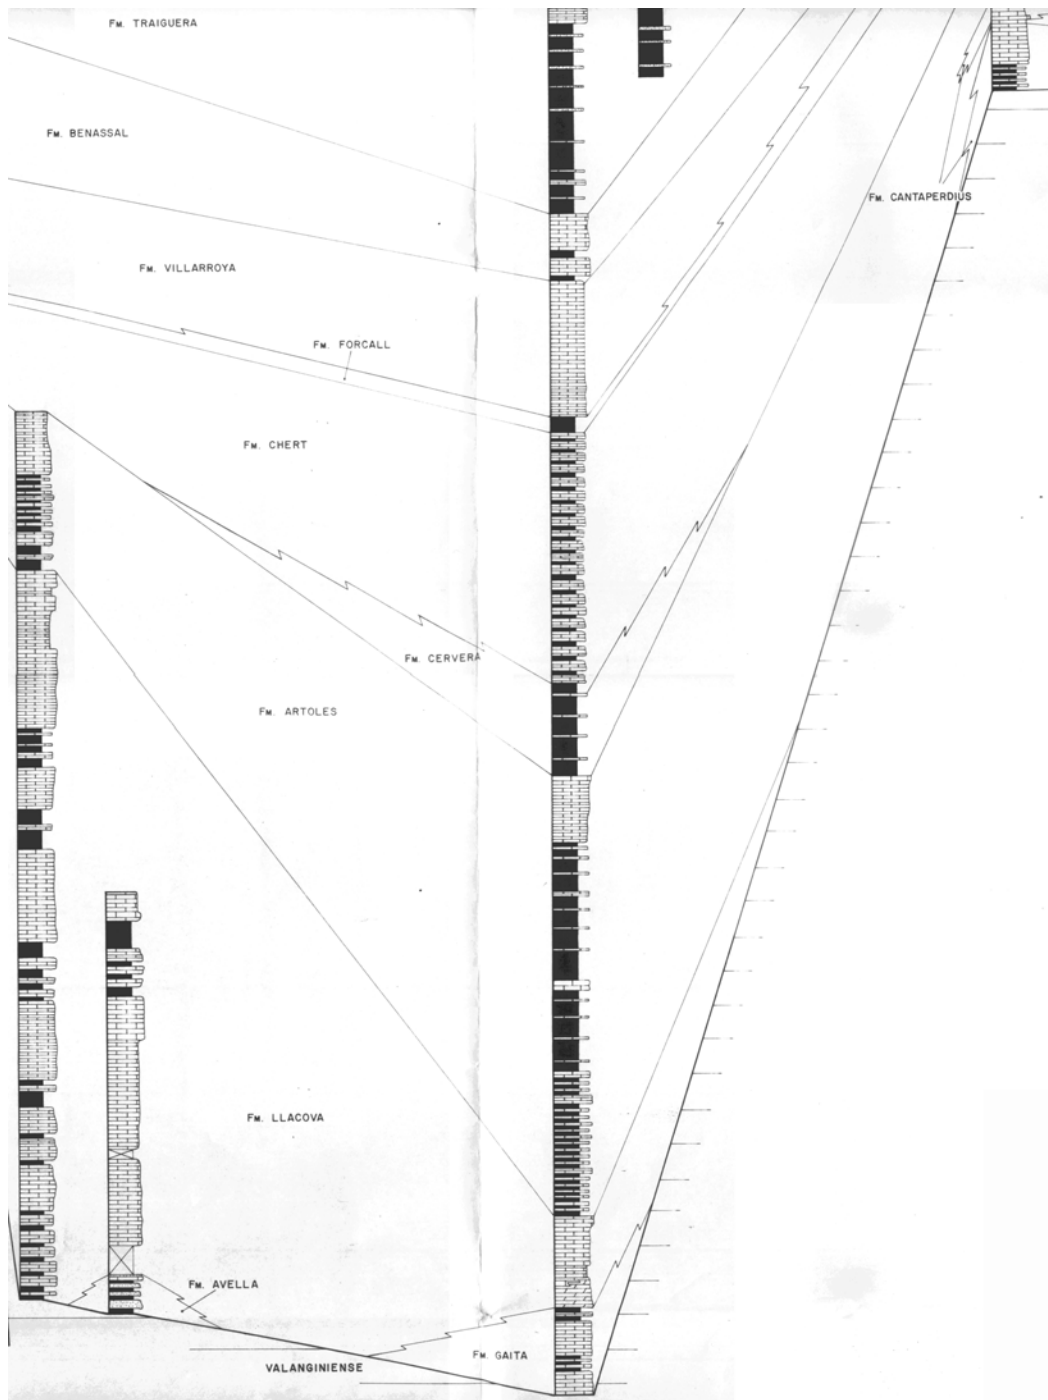 FM. TRAIGUERA
FM. BENASSAL
FM. CANTAPERDIUS
FM. VILLARROYA
FM. FORCALL
FM. CHERT
FM. CERVERA
FM. ARTOLES
FM. LLACOVA
FM. AVELLA
FM. GAITA
VALANGINIENSE